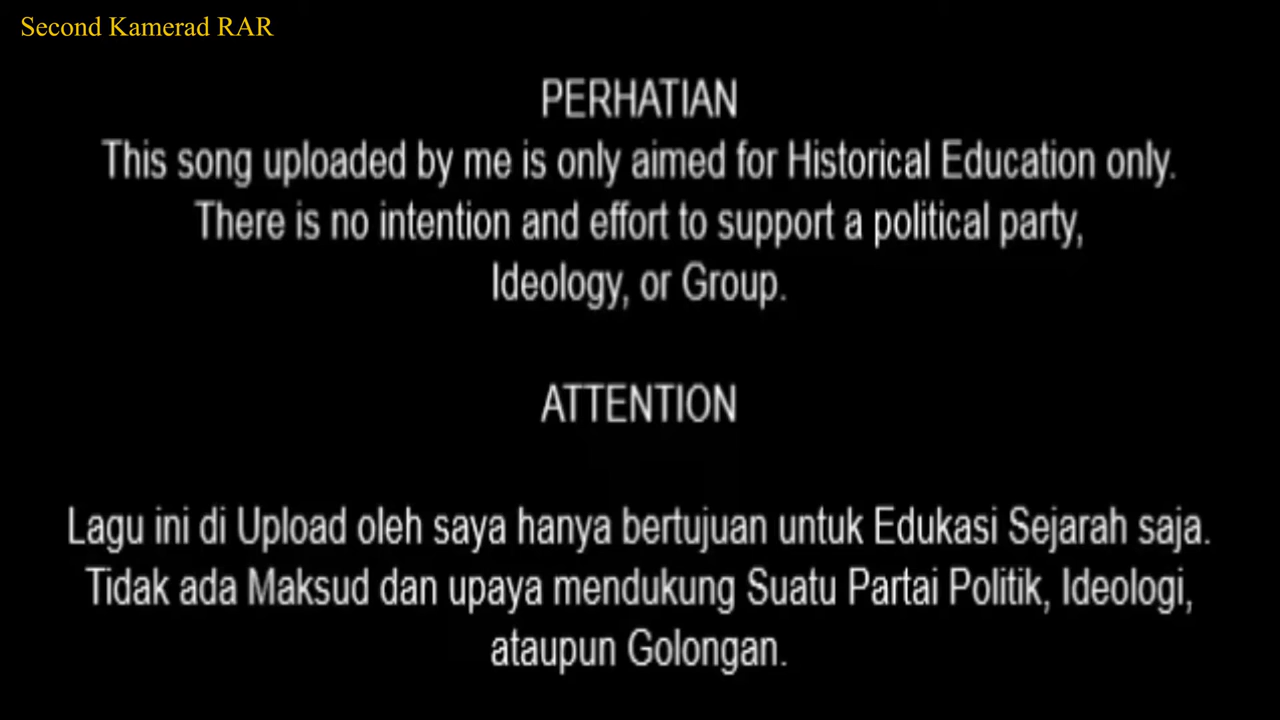 Second Kamerad RAR
PERHATIAN
This song uploaded by me is only aimed for Historical Education only.
There is no intention and effort to support a political party,
Ideology, or Group.
ATTENTION
Lagu ini di Upload oleh saya hanya bertujuan untuk Edukasi Sejarah saja.
Tidak ada Maksud dan upaya mendukung Suatu Partai Politik, Ideologi,
ataupun Golongan.